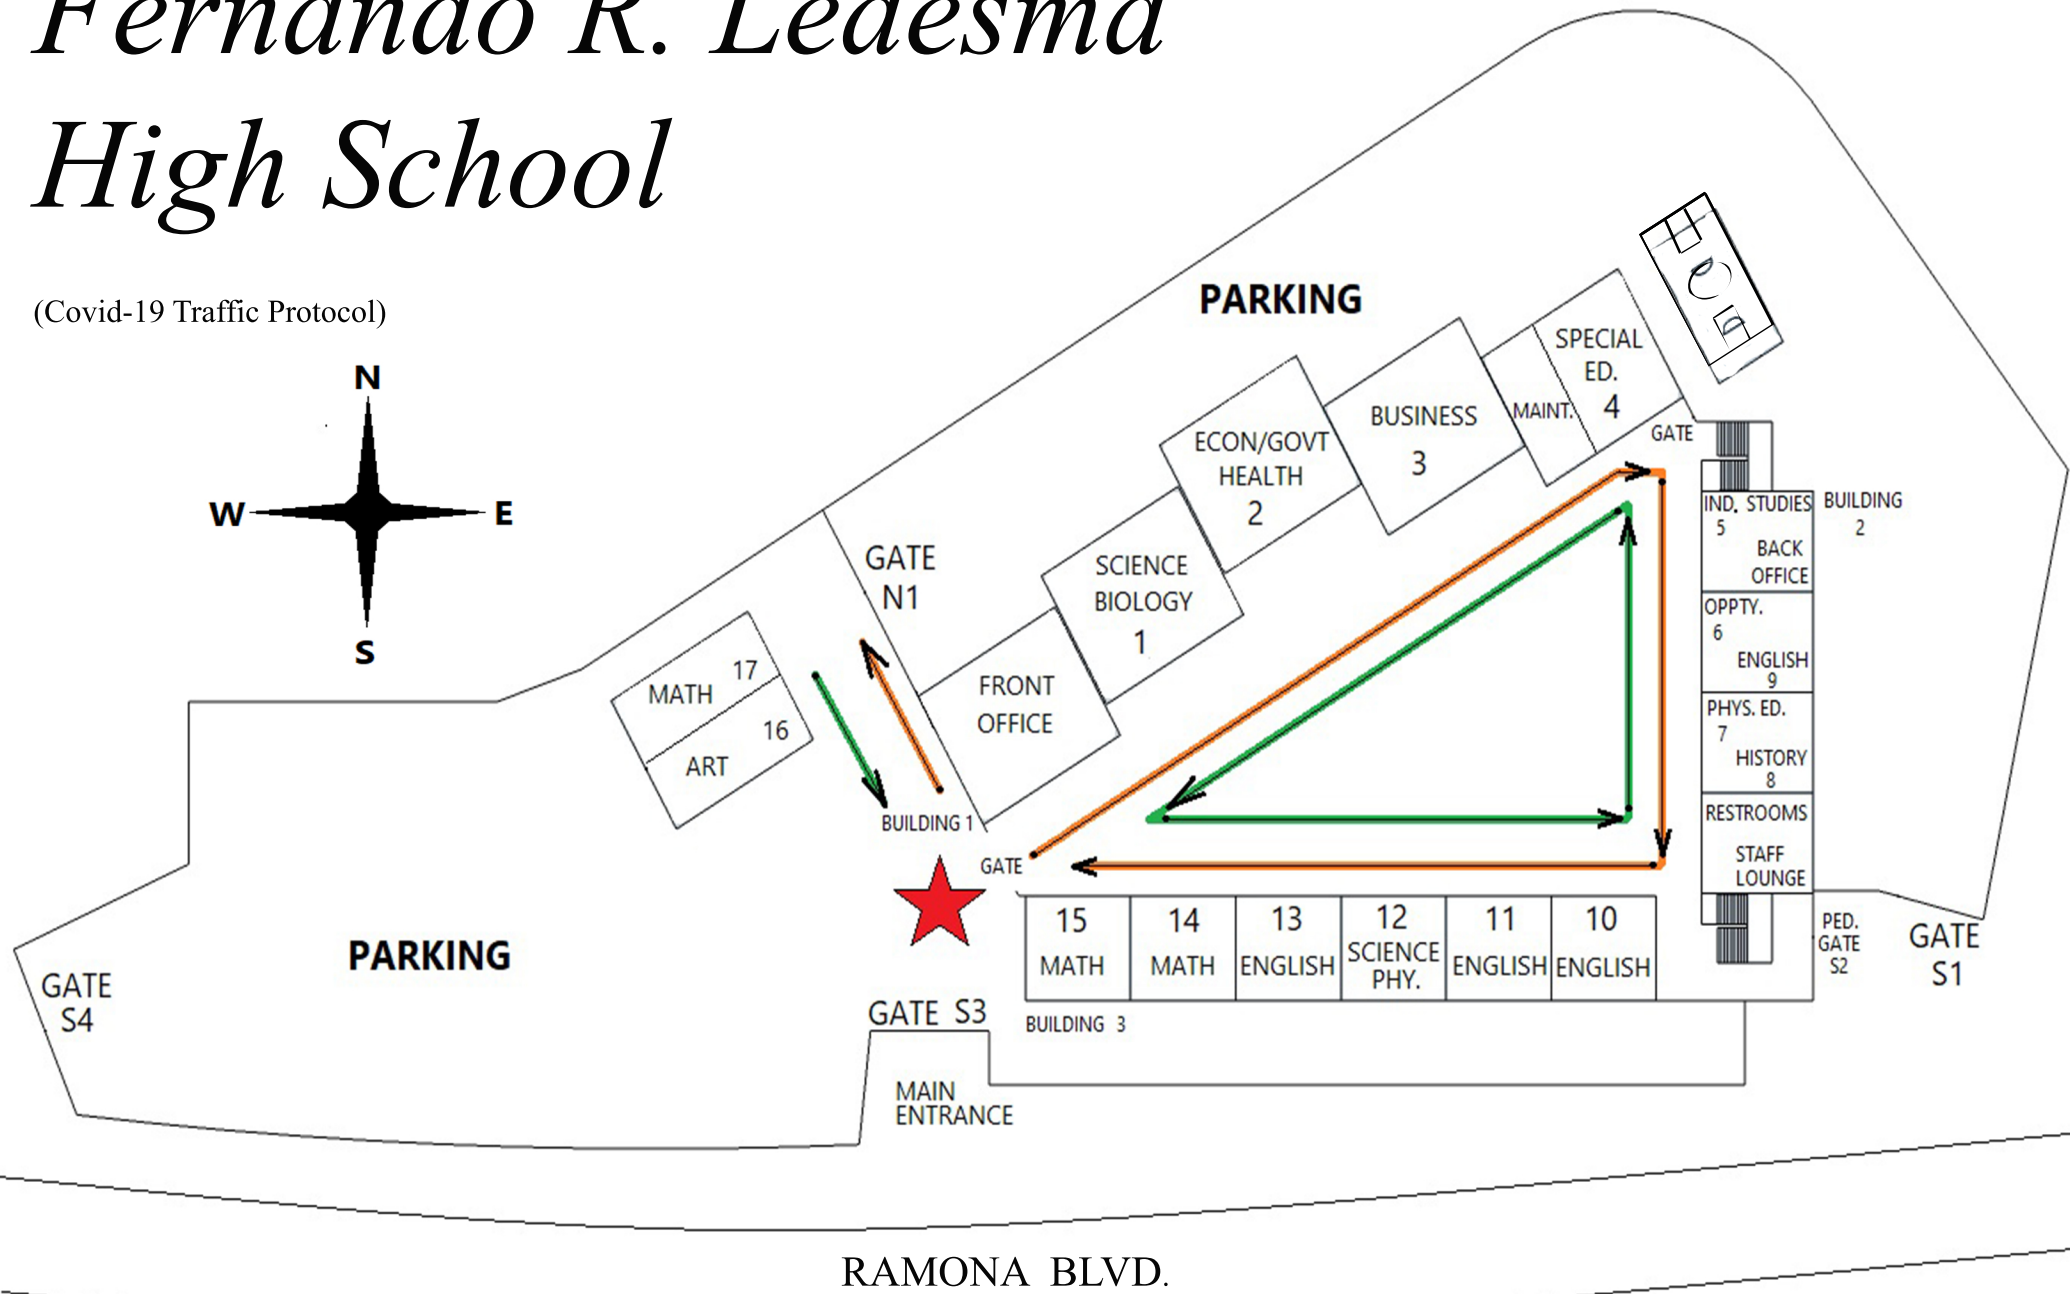 Fernando R. Ledesma
High School
(Covid-19 Traffic Protocol)
N
W
E
S
PARKING
SPECIAL
ED.
4
MAINT.
BUSINESS
3
ECON/GOVT
HEALTH
2
SCIENCE
BIOLOGY
1
FRONT
OFFICE
GATE
N1
MATH 17
16
ART
BUILDING 1
GATE
GATE
IND. STUDIES
5
BACK
OFFICE
BUILDING
2
OPPTY.
6
ENGLISH
9
PHYS. ED.
7
HISTORY
8
RESTROOMS
STAFF
LOUNGE
15
MATH
14
MATH
13
ENGLISH
12
SCIENCE
PHY.
11
ENGLISH
10
ENGLISH
PED.
GATE
S2
GATE
S1
PARKING
GATE
S4
GATE S3
BUILDING 3
MAIN
ENTRANCE
RAMONA BLVD.